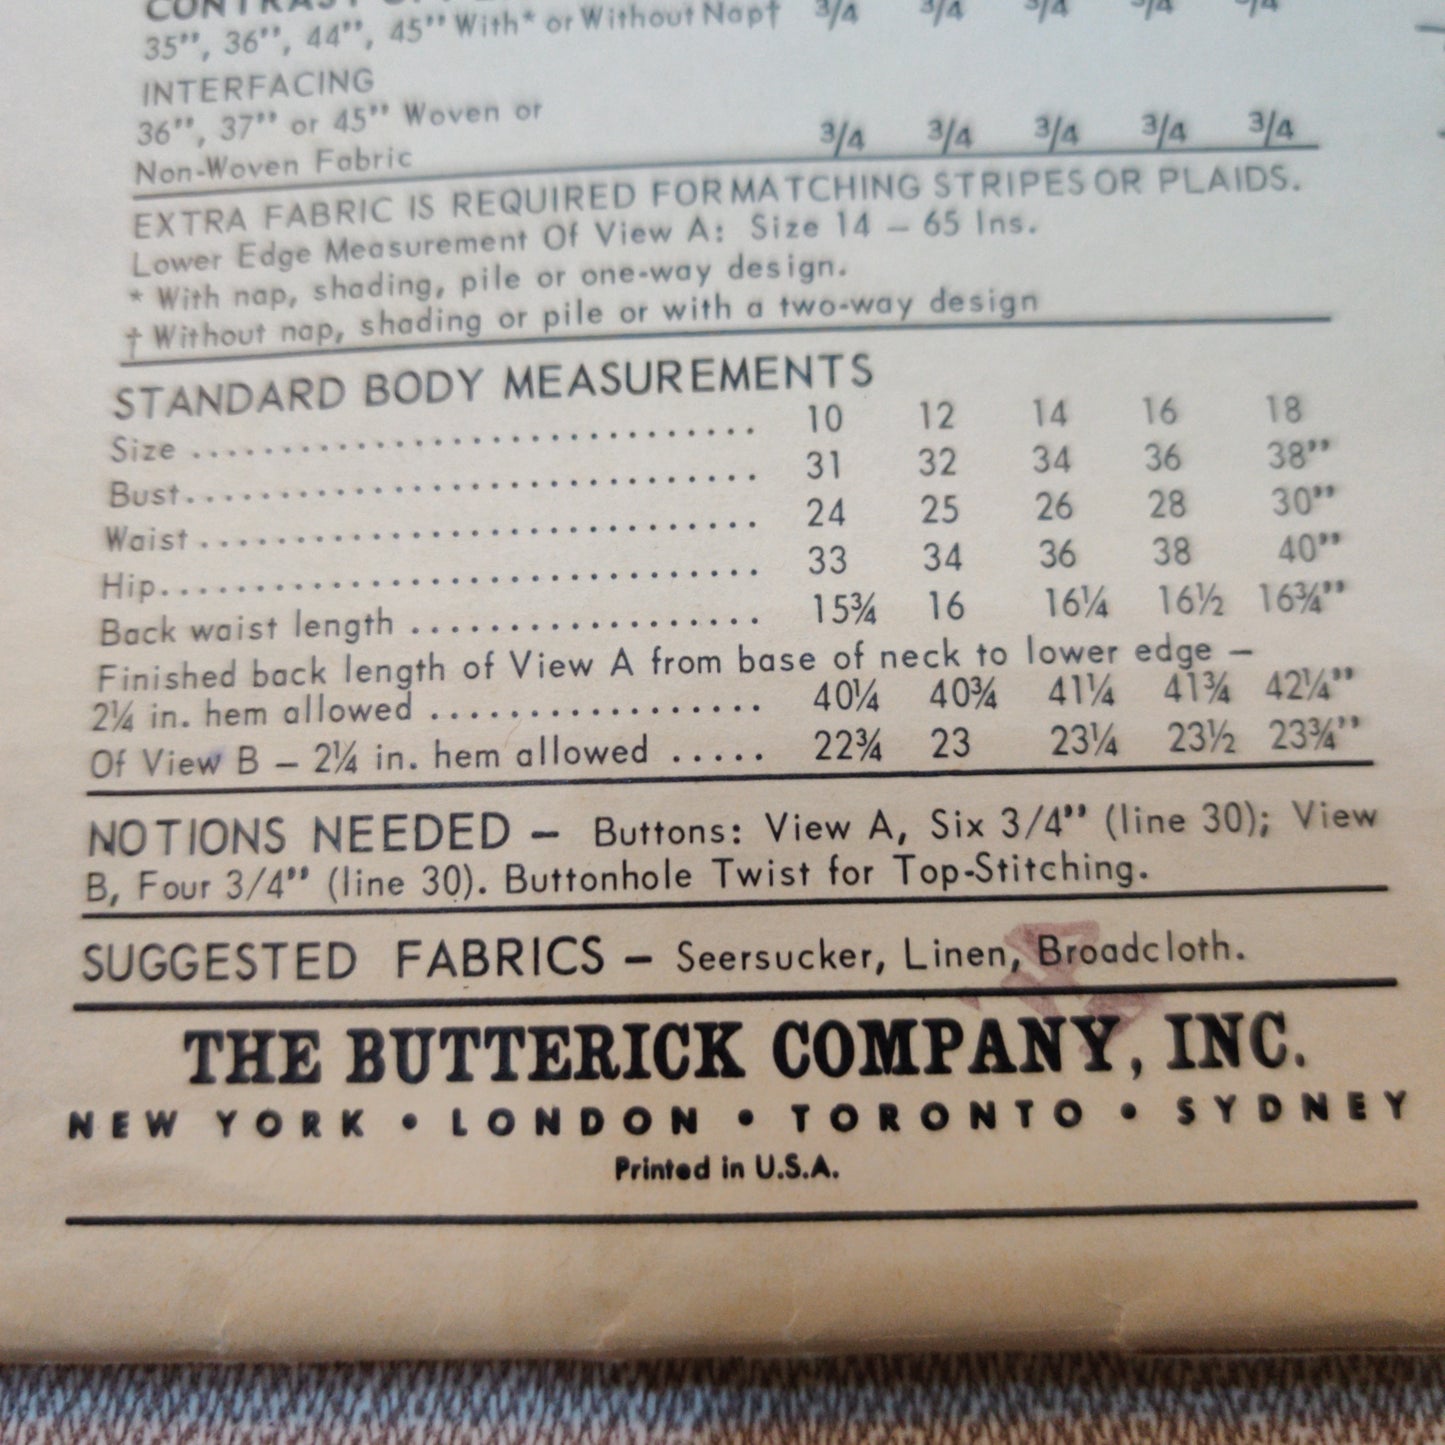 CONTRAST
35", 36", 44", 45" With* or Without Nap† 3/4 3/4 3/4 3/4 3/4
INTERFACING
36", 37" or 45" Woven or
Non-Woven Fabric 3/4 3/4 3/4 3/4 3/4
EXTRA FABRIC IS REQUIRED FOR MATCHING STRIPES OR PLAIDS.
Lower Edge Measurement Of View A: Size 14 – 65 Ins.
* With nap, shading, pile or one-way design.
† Without nap, shading or pile or with a two-way design
STANDARD BODY MEASUREMENTS
Size .............................. 10 12 14 16 18
Bust.............................. 31 32 34 36 38"
Waist ............................. 24 25 26 28 30"
Hip............................... 33 34 36 38 40"
Back waist length .................. 15¾ 16 16¼ 16½ 16¾"
Finished back length of View A from base of neck to lower edge –
2¼ in. hem allowed ................. 40¼ 40¾ 41¼ 41¾ 42¼"
Of View B – 2¼ in. hem allowed ..... 22¾ 23 23¼ 23½ 23¾"
NOTIONS NEEDED – Buttons: View A, Six 3/4" (line 30); View
B, Four 3/4" (line 30). Buttonhole Twist for Top-Stitching.
SUGGESTED FABRICS – Seersucker, Linen, Broadcloth.
THE BUTTERICK COMPANY, INC.
NEW YORK • LONDON • TORONTO • SYDNEY
Printed in U.S.A.